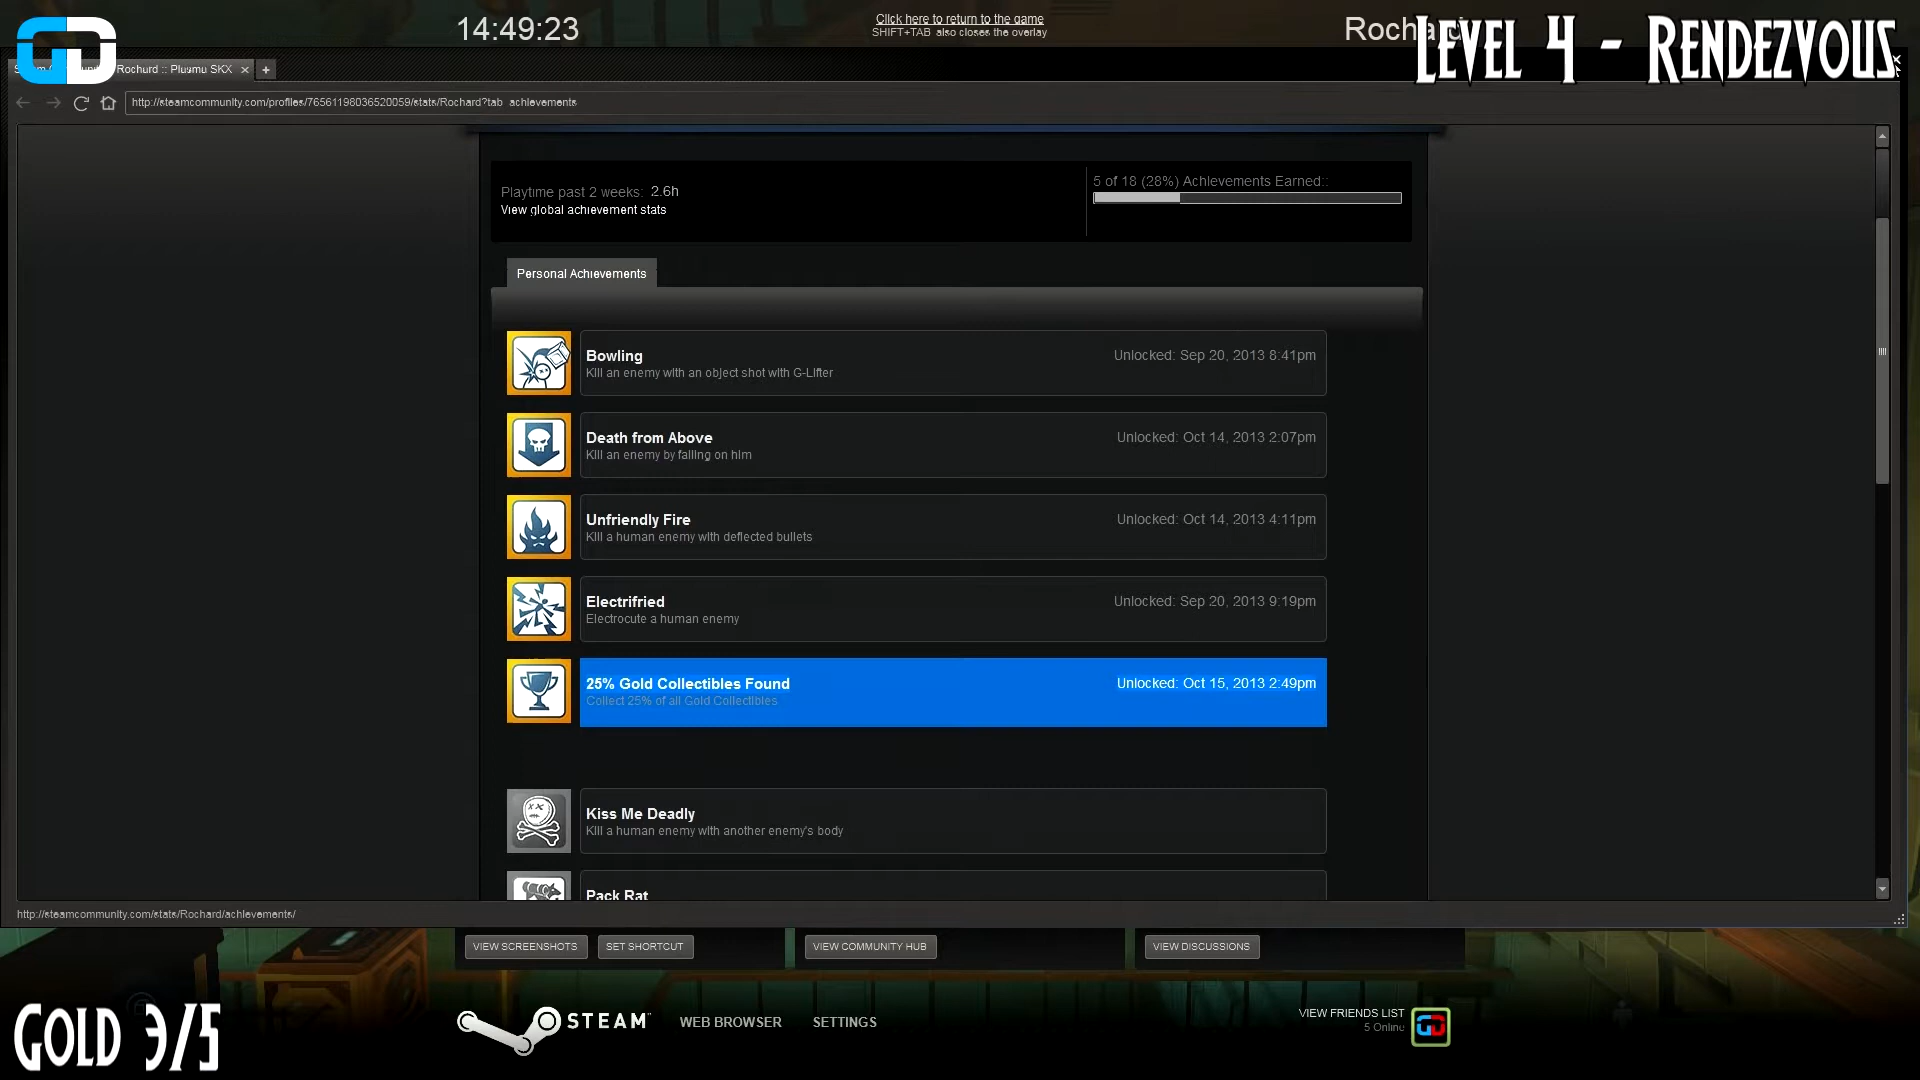 14:49:23
Click here to return to the game
SHIFT+TAB also closes the overlay
Level 4 - Rendezvous
Rochard :: Plasma SKX
http://steamcommunity.com/profiles/76561198036520059/stats/Rochard?tab achievements
Playtime past 2 weeks: 2.6h
View global achievement stats
5 of 18 (28%) Achievements Earned::
Personal Achievements
Bowling
Kill an enemy with an object shot with G-Lifter
Unlocked: Sep 20, 2013 8:41pm
Death from Above
Kill an enemy by falling on him
Unlocked: Oct 14, 2013 2:07pm
Unfriendly Fire
Kill a human enemy with deflected bullets
Unlocked: Oct 14, 2013 4:11pm
Electrifried
Electrocute a human enemy
Unlocked: Sep 20, 2013 9:19pm
25% Gold Collectibles Found
Collect 25% of all Gold Collectibles
Unlocked: Oct 15, 2013 2:49pm
Kiss Me Deadly
Kill a human enemy with another enemy's body
Pack Rat
http://steamcommunity.com/stats/Rochard/achievements/
VIEW SCREENSHOTS
SET SHORTCUT
VIEW COMMUNITY HUB
VIEW DISCUSSIONS
Gold 3/5
STEAM
WEB BROWSER
SETTINGS
VIEW FRIENDS LIST
5 Online